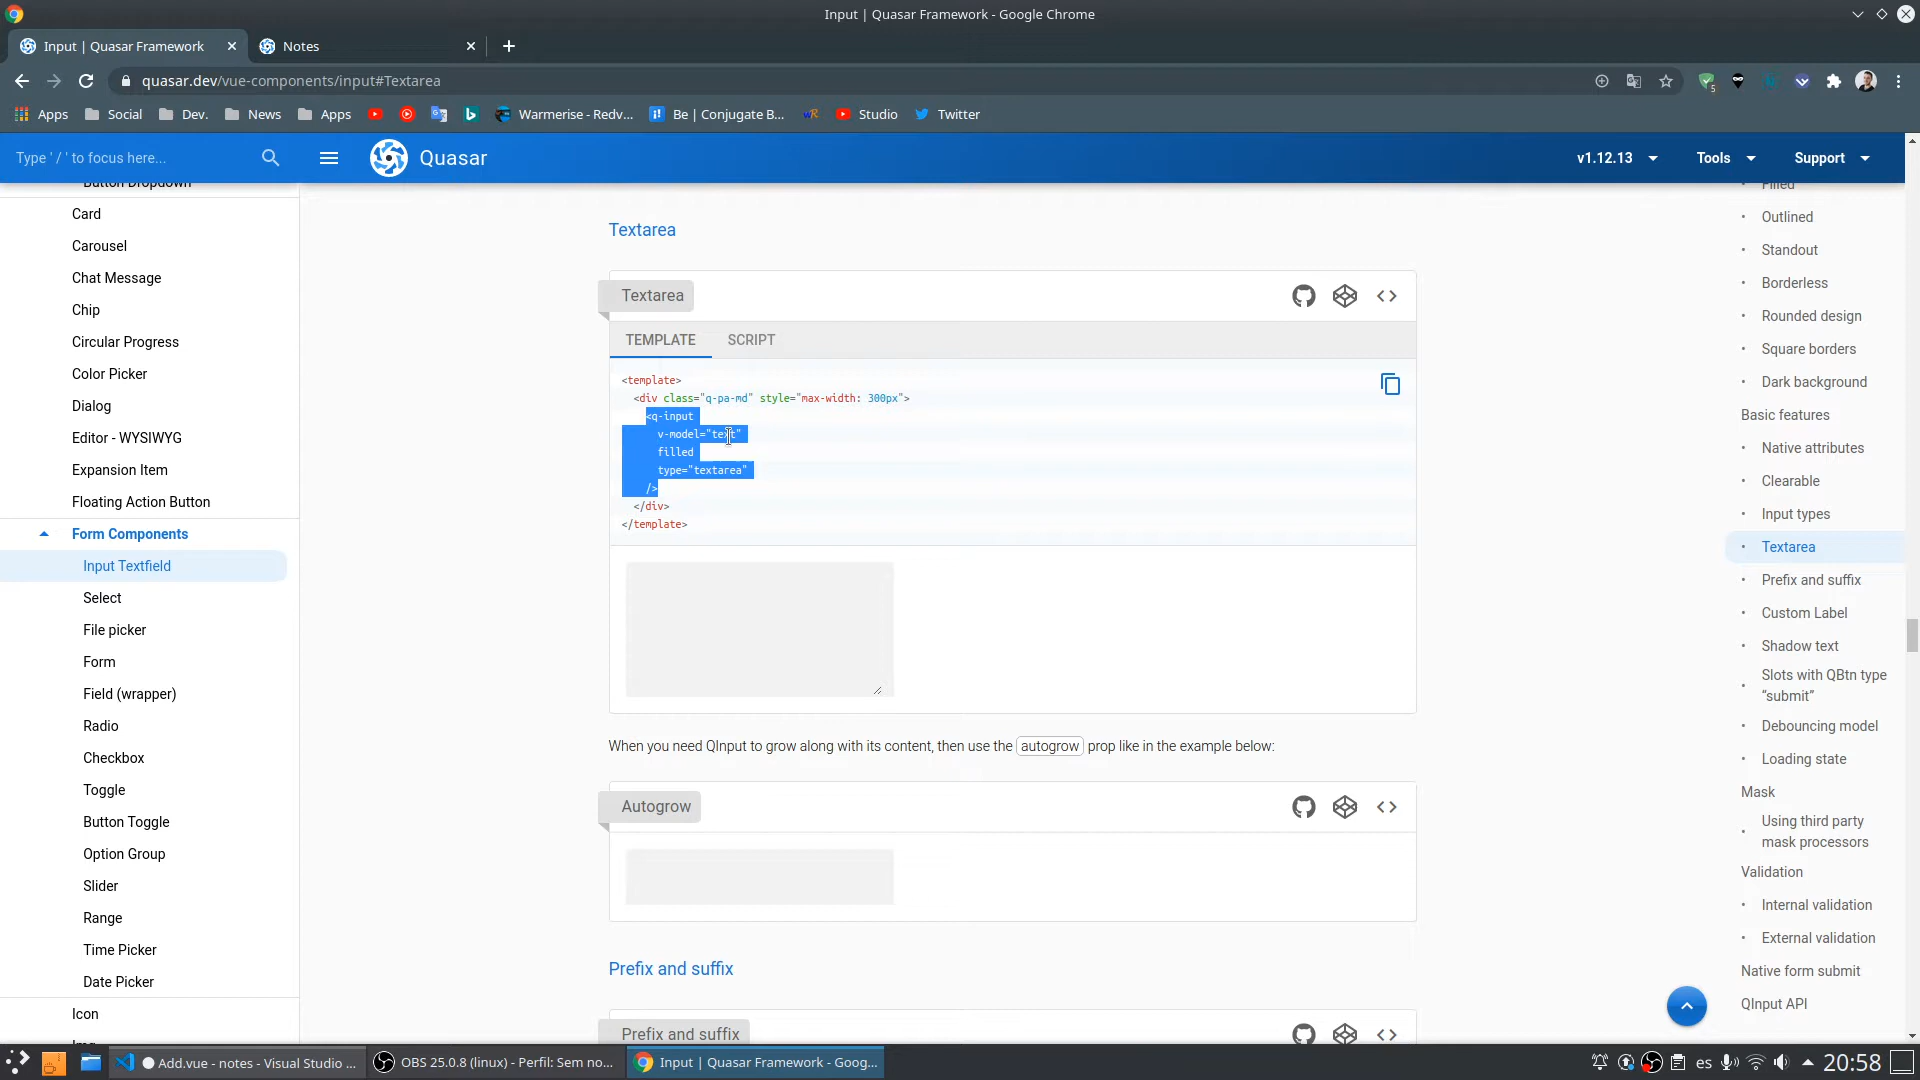 Input | Quasar Framework - Google Chrome
Input | Quasar Framework
Notes
quasar.dev/vue-components/input#Textarea
5
Apps
Social
Dev.
News
Apps
Warmerise - Redv...
Be | Conjugate B...
Studio
Twitter
Type ' / ' to focus here...
Quasar
v1.12.13
Tools
Support
Button Dropdown
Card
Carousel
Chat Message
Chip
Circular Progress
Color Picker
Dialog
Editor - WYSIWYG
Expansion Item
Floating Action Button
Form Components
Input Textfield
Select
File picker
Form
Field (wrapper)
Radio
Checkbox
Toggle
Button Toggle
Option Group
Slider
Range
Time Picker
Date Picker
Icon
Textarea
Textarea
TEMPLATE
SCRIPT
<template>
<div class="q-pa-md" style="max-width: 300px">
<q-input
v-model="text"
filled
type="textarea"
/>
</div>
</template>
When you need QInput to grow along with its content, then use the autogrow prop like in the example below:
Autogrow
Prefix and suffix
Prefix and suffix
Filled
Outlined
Standout
Borderless
Rounded design
Square borders
Dark background
Basic features
Native attributes
Clearable
Input types
Textarea
Prefix and suffix
Custom Label
Shadow text
Slots with QBtn type
“submit”
Debouncing model
Loading state
Mask
Using third party
mask processors
Validation
Internal validation
External validation
Native form submit
QInput API
Add.vue - notes - Visual Studio ...
OBS 25.0.8 (linux) - Perfil: Sem no...
Input | Quasar Framework - Goog...
es
20:58